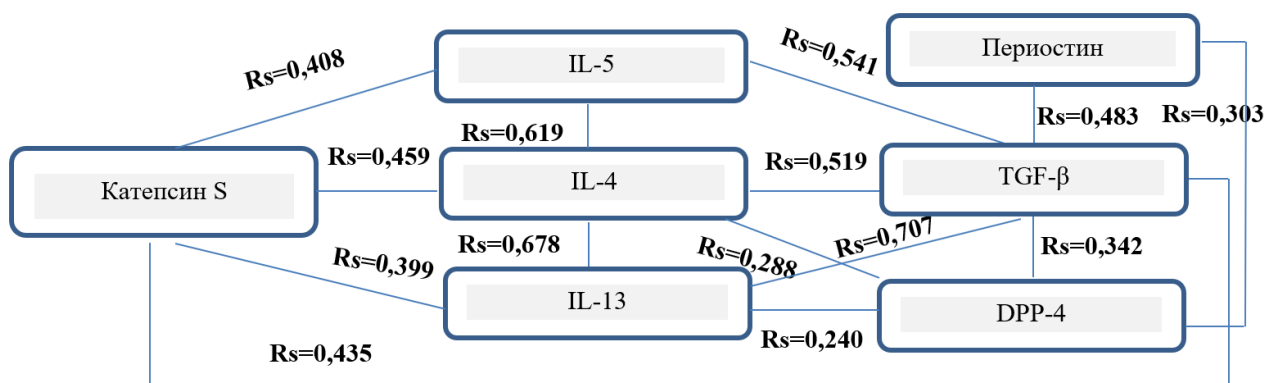 Rs=0,408
IL-5
Rs=0,541
Периостин
Rs=0,619
Rs=0,483
Rs=0,303
Катепсин S
Rs=0,459
IL-4
Rs=0,519
TGF-β
Rs=0,399
Rs=0,678
Rs=0,288
Rs=0,707
Rs=0,342
IL-13
DPP-4
Rs=0,435
Rs=0,240